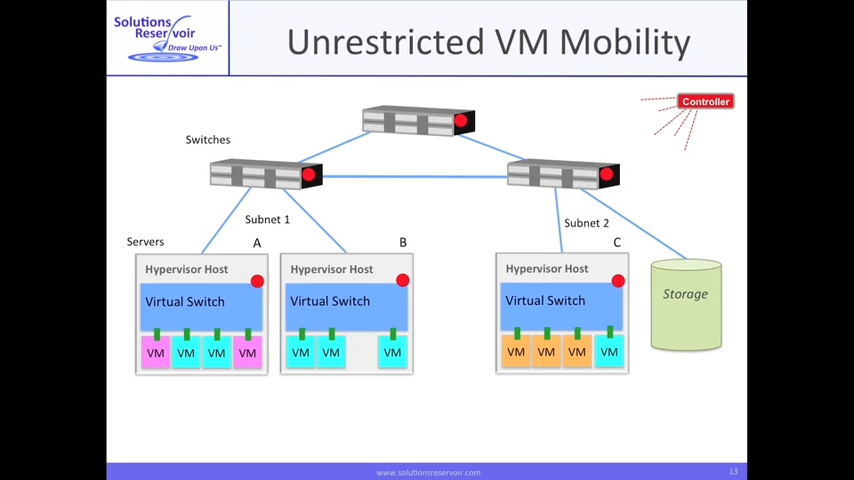 Solutions
Reservoir
Draw Upon Us™
Unrestricted VM Mobility
Controller
Switches
Subnet 1
Subnet 2
Servers
A
B
C
Hypervisor Host
Hypervisor Host
Hypervisor Host
Virtual Switch
Virtual Switch
Virtual Switch
Storage
VM VM VM VM
VM VM VM
VM VM VM VM
www.solutionsreservoir.com
13